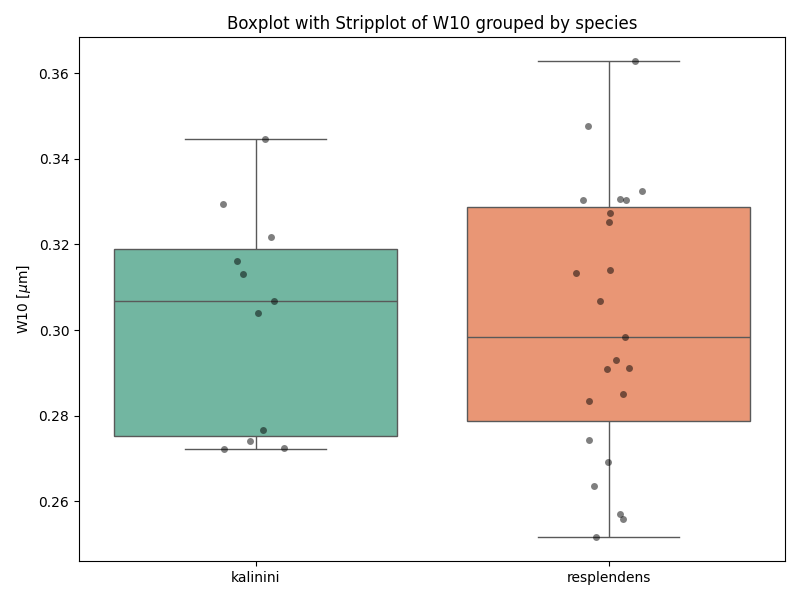 Boxplot with Stripplot of W10 grouped by species
W10 [μm]
0.36
0.34
0.32
0.30
0.28
0.26
kalinini
resplendens